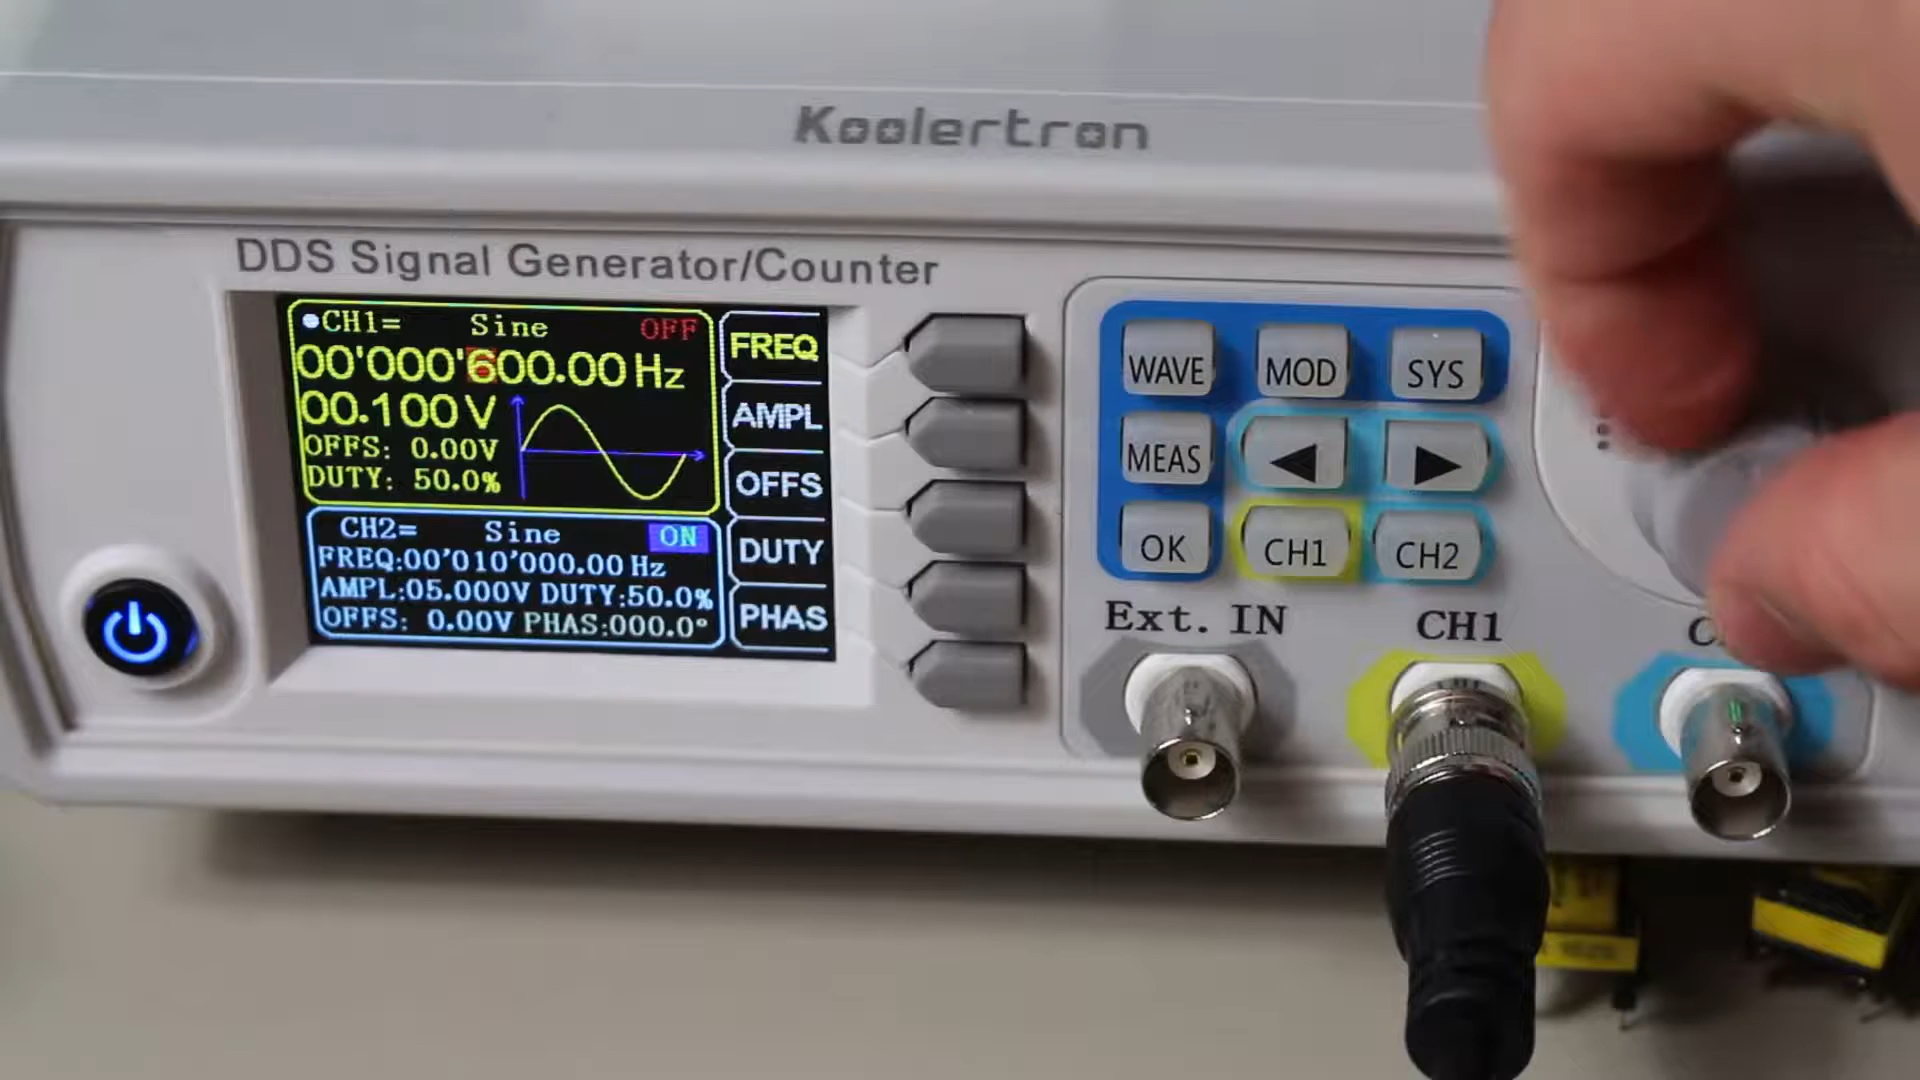 Koolertron
DDS Signal Generator/Counter
CH1= Sine OFF
00'000'600.00 Hz
00.100 V
OFFS: 0.00V
DUTY: 50.0%
CH2= Sine ON
FREQ:00'010'000.00 Hz
AMPL:05.000V DUTY:50.0%
OFFS: 0.00V PHAS:000.0°
FREQ
AMPL
OFFS
DUTY
PHAS
WAVE MOD SYS
MEAS
OK CH1 CH2
Ext. IN CH1